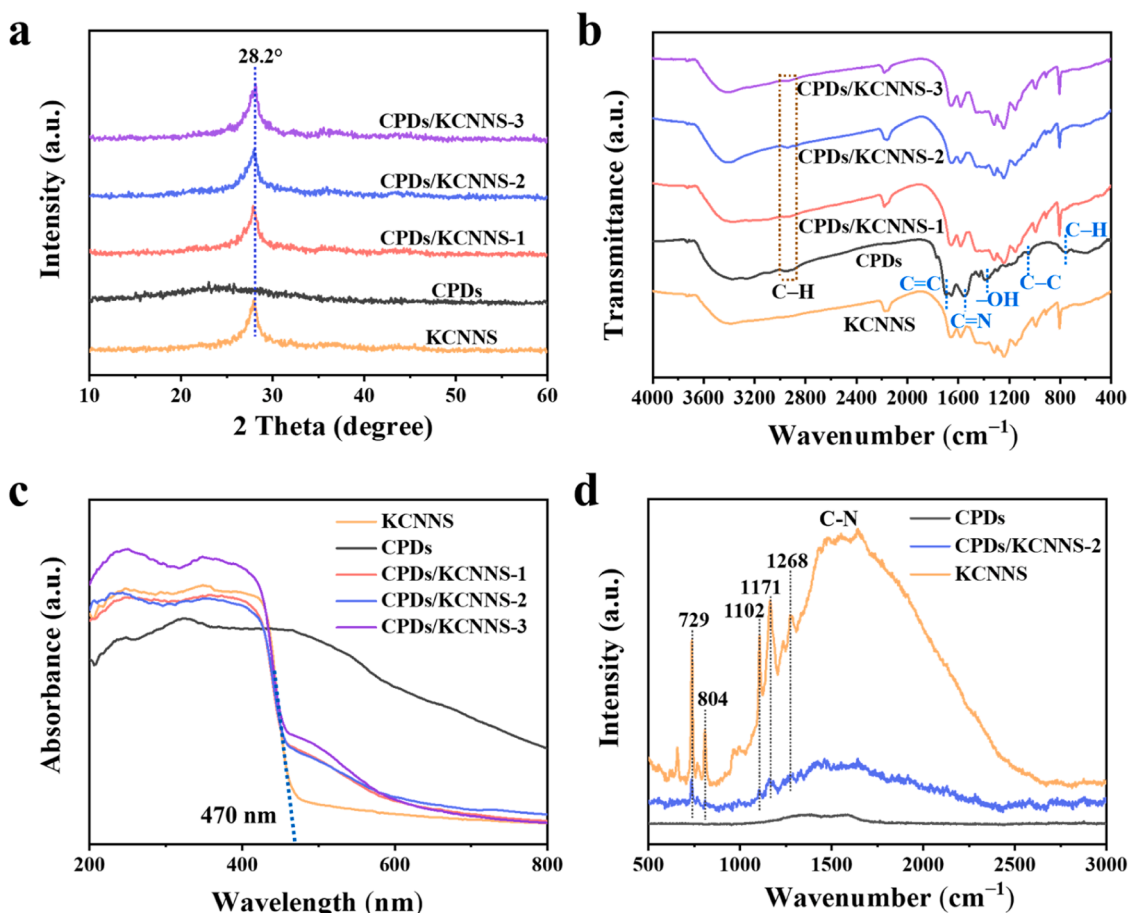 a
28.2°
CPDs/KCNNS-3
CPDs/KCNNS-2
CPDs/KCNNS-1
CPDs
KCNNS
Intensity (a.u.)
10 20 30 40 50 60
2 Theta (degree)
b
CPDs/KCNNS-3
CPDs/KCNNS-2
CPDs/KCNNS-1
CPDs
C–H
C–H
C=C
–OH
C–C
C=N
KCNNS
Transmittance (a.u.)
4000 3600 3200 2800 2400 2000 1600 1200 800 400
Wavenumber (cm⁻¹)
c
KCNNS
CPDs
CPDs/KCNNS-1
CPDs/KCNNS-2
CPDs/KCNNS-3
470 nm
Absorbance (a.u.)
200 400 600 800
Wavelength (nm)
d
C-N
CPDs
CPDs/KCNNS-2
KCNNS
1268
1171
1102
729
804
Intensity (a.u.)
500 1000 1500 2000 2500 3000
Wavenumber (cm⁻¹)